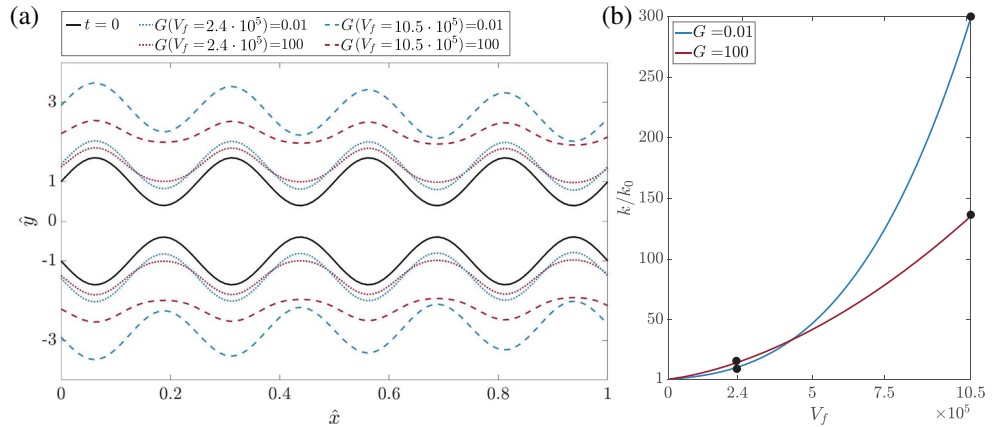 (a)
t = 0
G(V_f = 2.4 · 10^5)=0.01
G(V_f = 10.5 · 10^5)=0.01
G(V_f = 2.4 · 10^5)=100
G(V_f = 10.5 · 10^5)=100
3
1
-1
-3
ŷ
0
0.2
0.4
0.6
0.8
1
x̂
(b)
G = 0.01
G = 100
300
250
200
150
100
50
1
k/k_0
0
2.4
5
7.5
10.5
×10^5
V_f